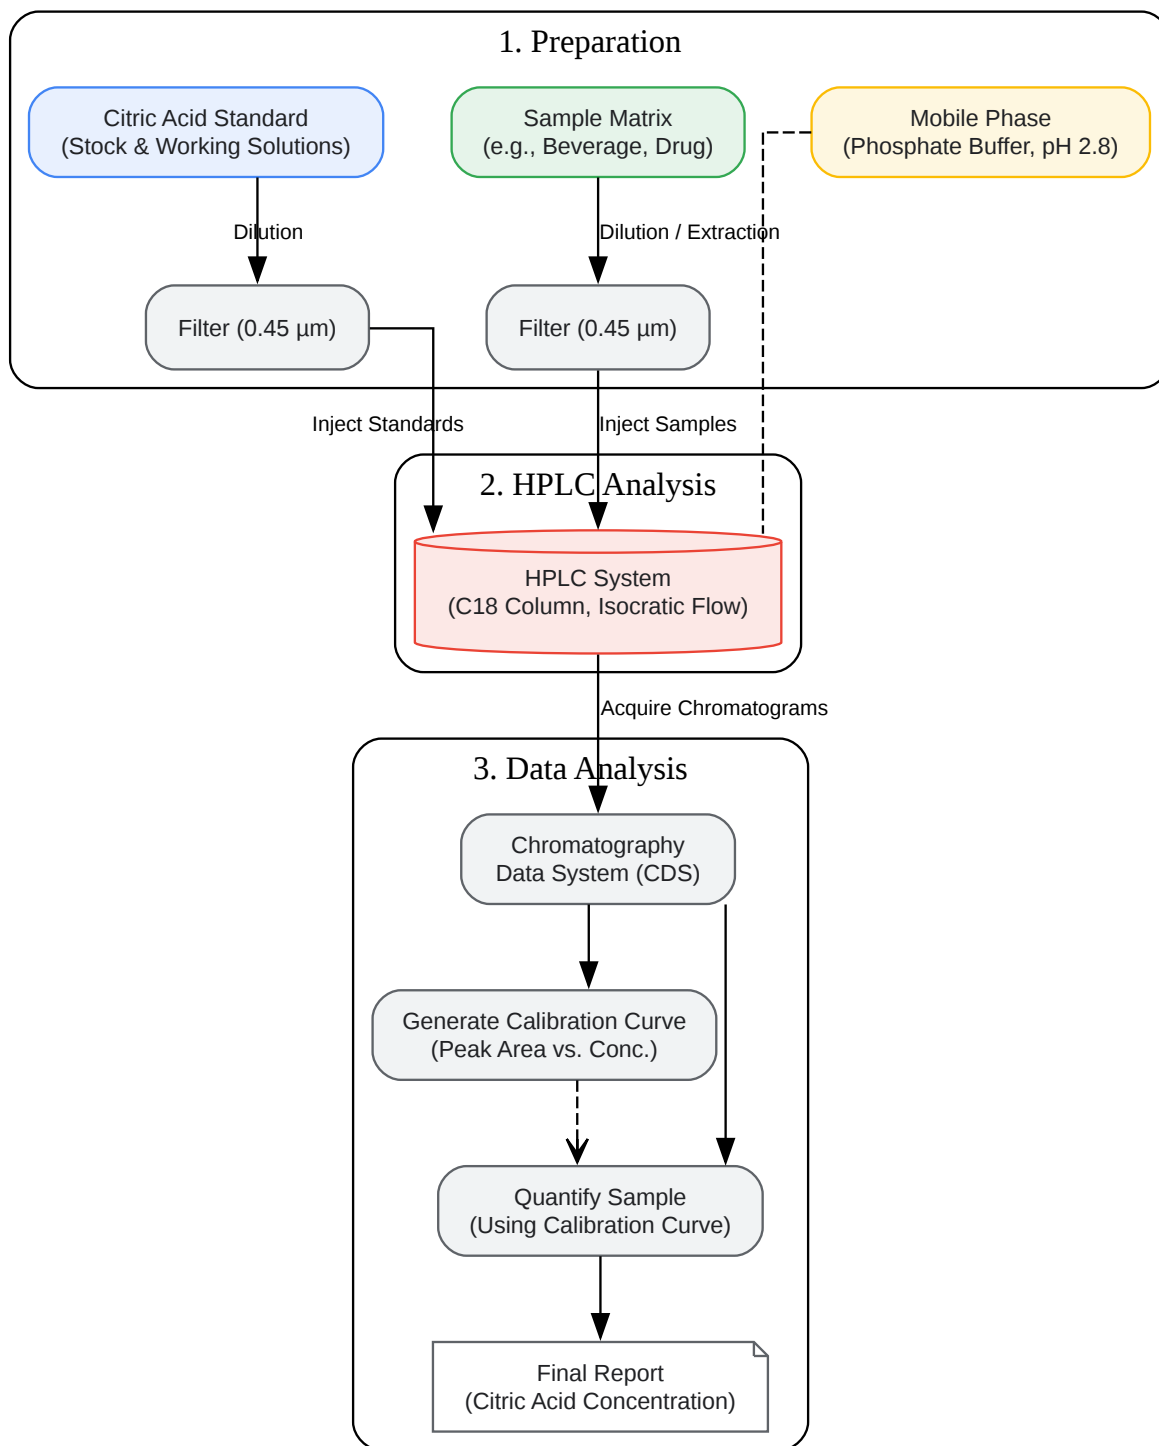 1. Preparation
Citric Acid Standard
(Stock & Working Solutions)
Sample Matrix
(e.g., Beverage, Drug)
Mobile Phase
(Phosphate Buffer, pH 2.8)
Dilution
Dilution / Extraction
Filter (0.45 µm)
Filter (0.45 µm)
Inject Standards
Inject Samples
2. HPLC Analysis
HPLC System
(C18 Column, Isocratic Flow)
Acquire Chromatograms
3. Data Analysis
Chromatography
Data System (CDS)
Generate Calibration Curve
(Peak Area vs. Conc.)
Quantify Sample
(Using Calibration Curve)
Final Report
(Citric Acid Concentration)